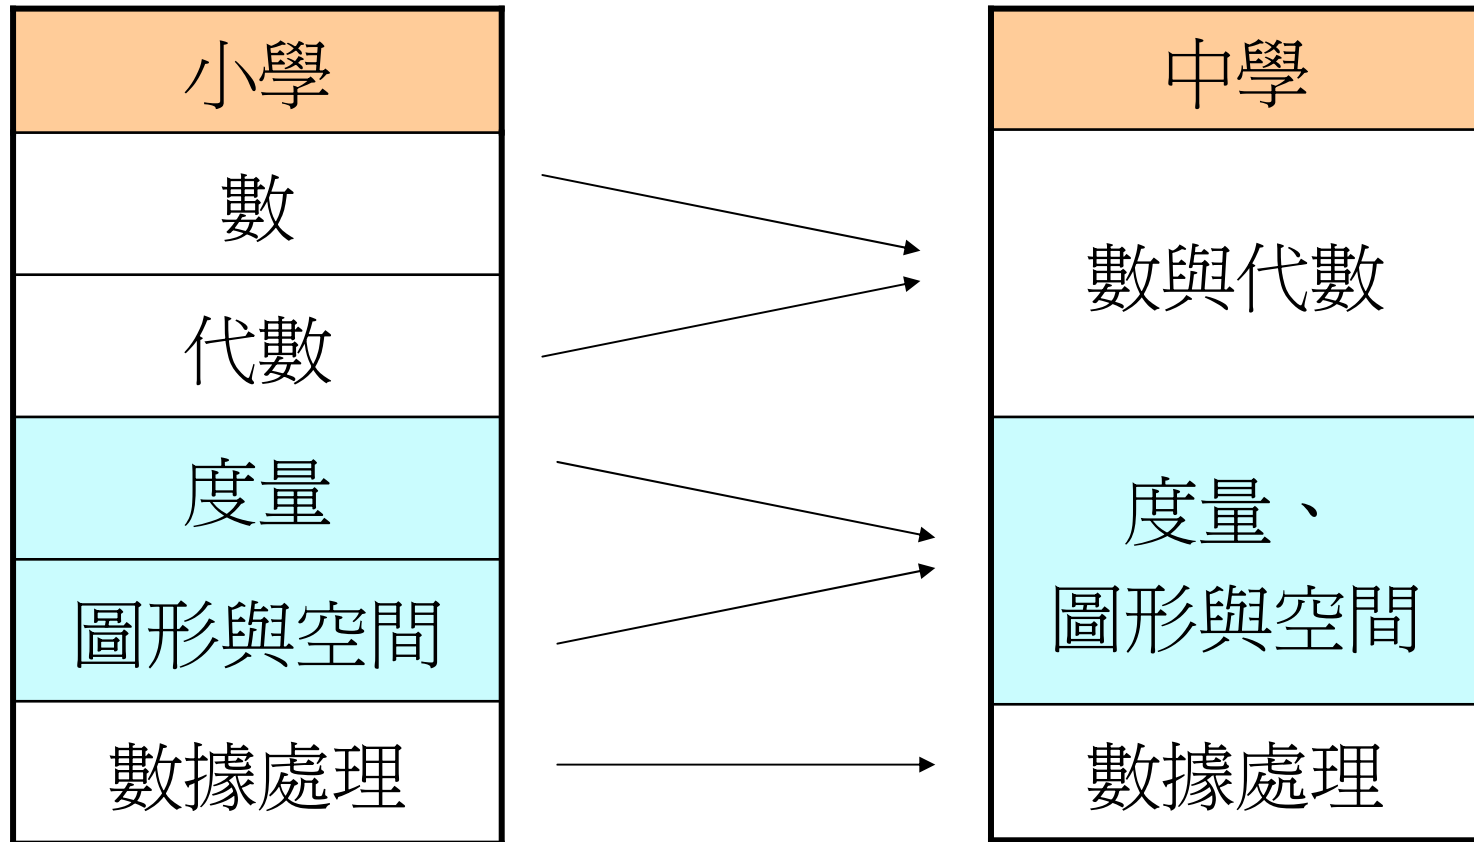 小學
數
代數
度量
圖形與空間
數據處理
中學
數與代數
度量、
圖形與空間
數據處理